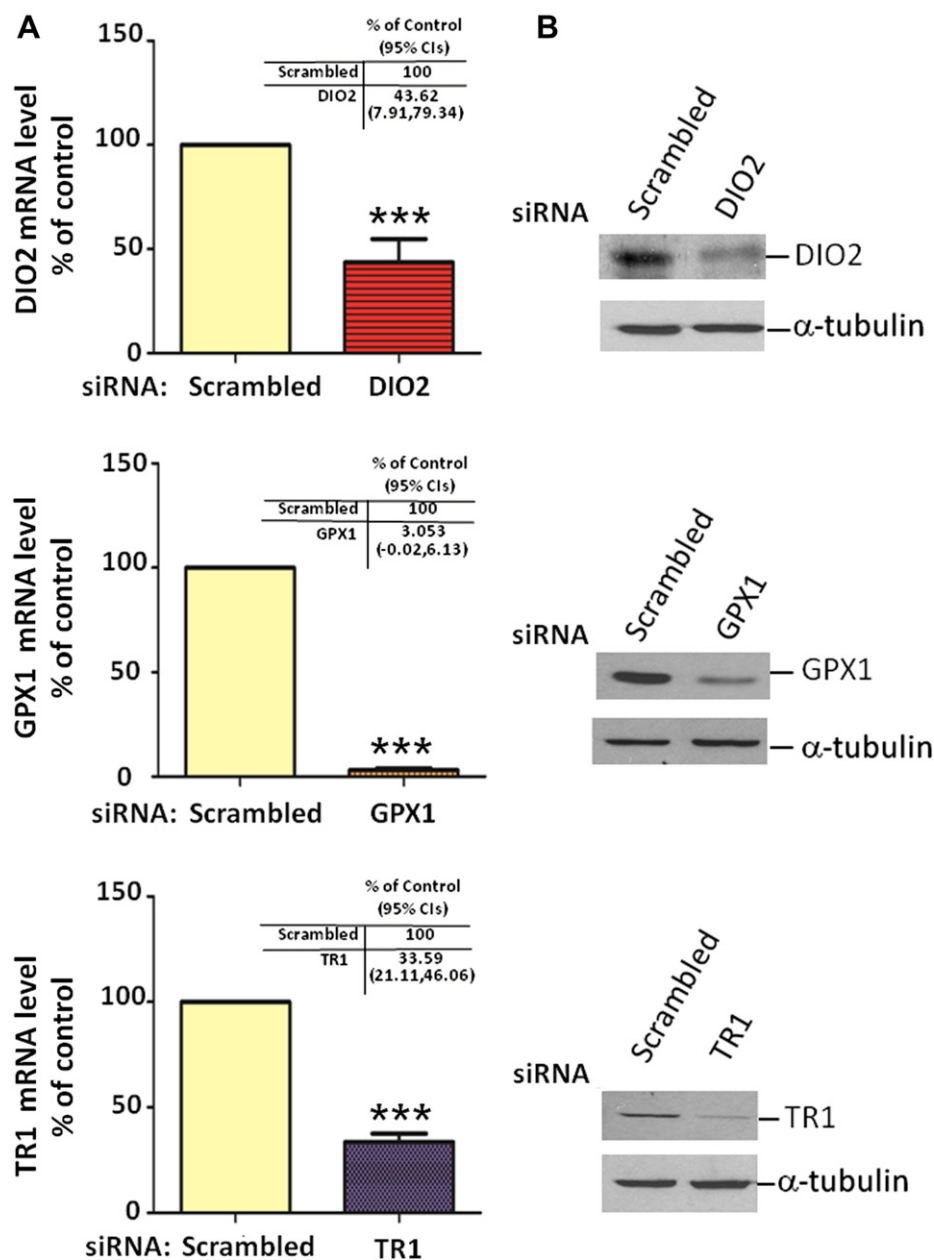 A
B
DIO2 mRNA level
% of control
150
100
50
0
% of Control
(95% CIs)
Scrambled 100
DIO2 43.62
(7.91,79.34)
***
siRNA: Scrambled DIO2
siRNA
Scrambled
DIO2
DIO2
α-tubulin
GPX1 mRNA level
% of control
150
100
50
0
% of Control
(95% CIs)
Scrambled 100
GPX1 3.053
(-0.02,6.13)
***
siRNA: Scrambled GPX1
siRNA
Scrambled
GPX1
GPX1
α-tubulin
TR1 mRNA level
% of control
150
100
50
0
% of Control
(95% CIs)
Scrambled 100
TR1 33.59
(21.11,46.06)
***
siRNA: Scrambled TR1
siRNA
Scrambled
TR1
TR1
α-tubulin